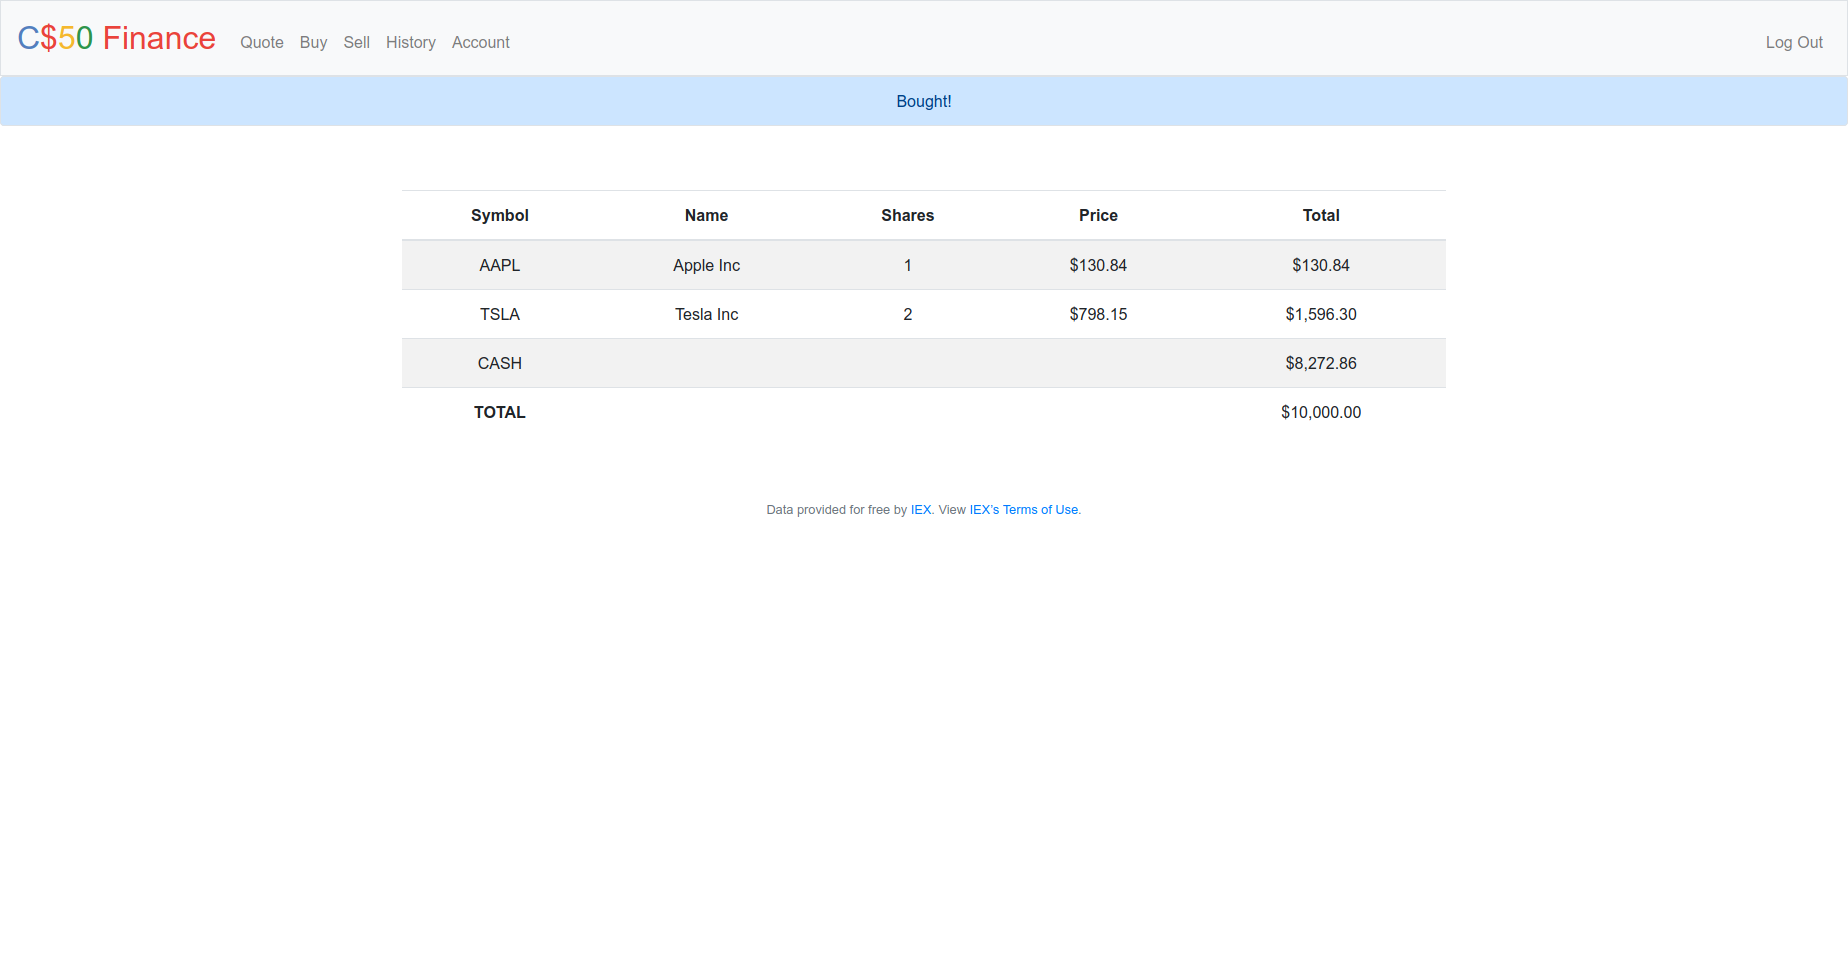 C$50 Finance Quote Buy Sell History Account Log Out
Bought!
Symbol Name Shares Price Total
AAPL Apple Inc 1 $130.84 $130.84
TSLA Tesla Inc 2 $798.15 $1,596.30
CASH $8,272.86
TOTAL $10,000.00
Data provided for free by IEX. View IEX's Terms of Use.